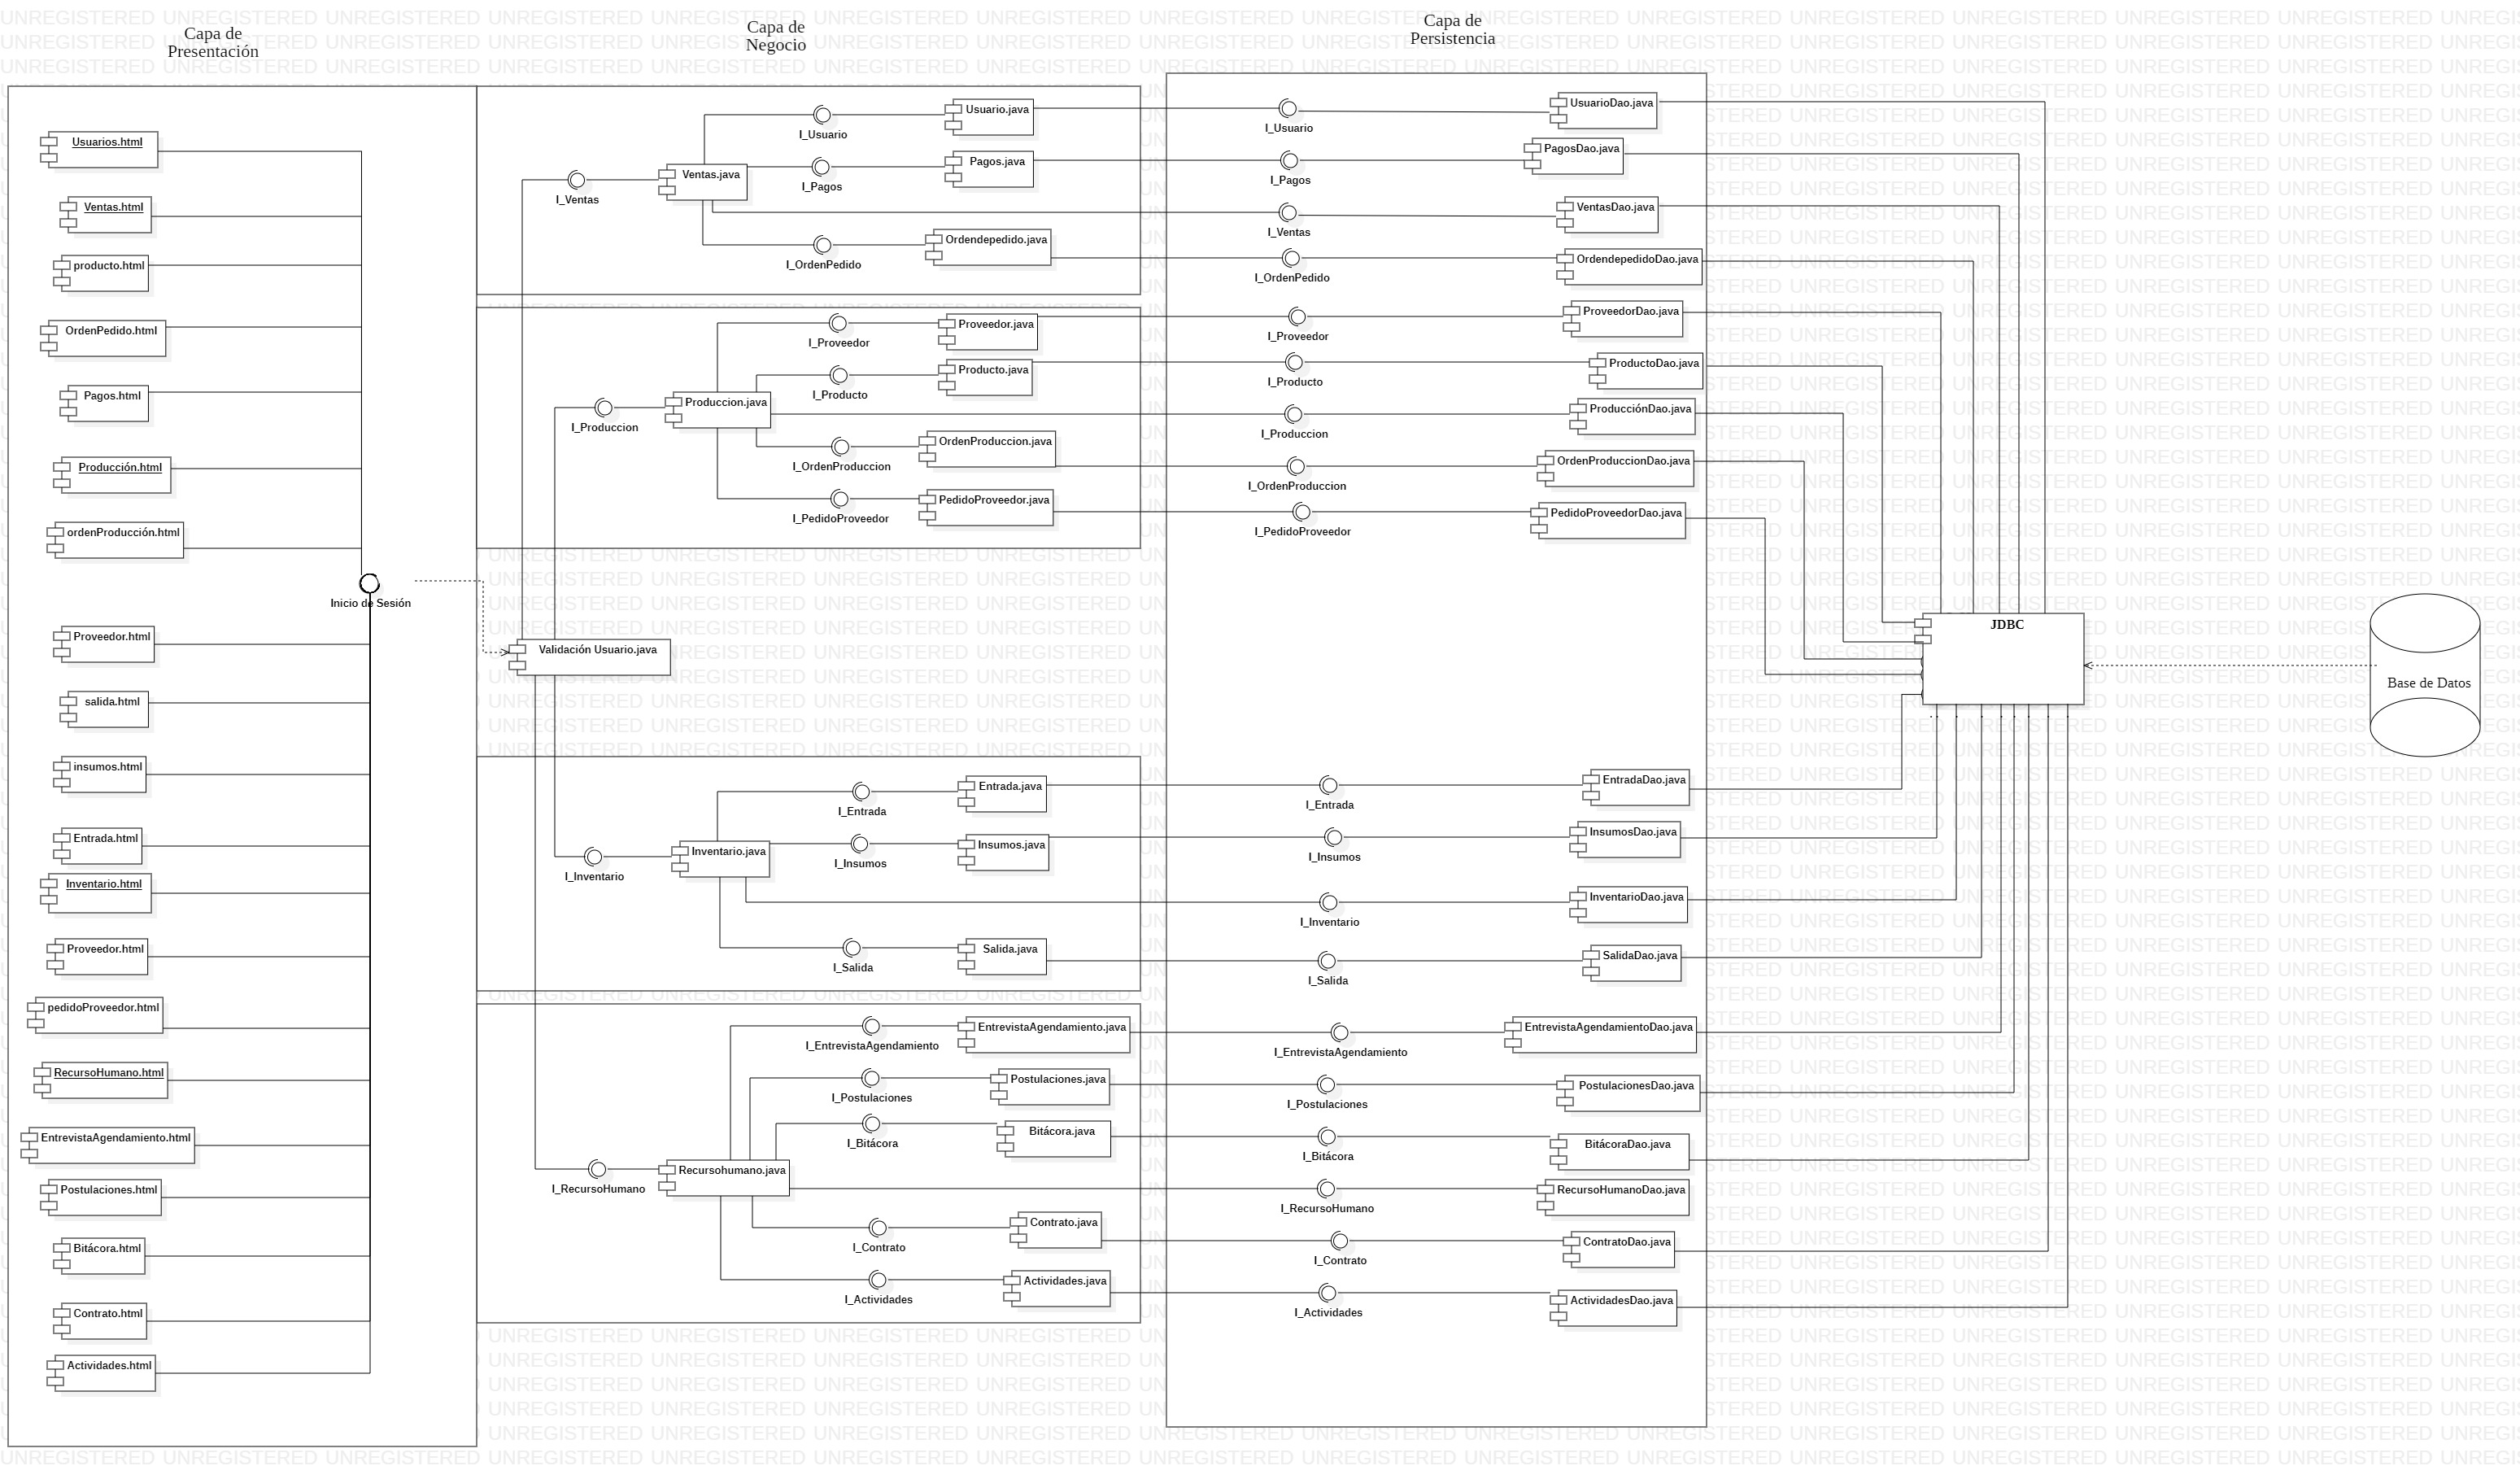 Capa de
Presentación
Capa de
Negocio
Capa de
Persistencia
Usuarios.html
Ventas.html
producto.html
OrdenPedido.html
Pagos.html
Producción.html
ordenProducción.html
Inicio de Sesión
Proveedor.html
salida.html
insumos.html
Entrada.html
Inventario.html
Proveedor.html
pedidoProveedor.html
RecursoHumano.html
EntrevistaAgendamiento.html
Postulaciones.html
Bitácora.html
Contrato.html
Actividades.html
I_Ventas
Ventas.java
I_Usuario
Usuario.java
I_Pagos
Pagos.java
I_OrdenPedido
Ordendepedido.java
I_Produccion
Produccion.java
I_Proveedor
Proveedor.java
I_Producto
Producto.java
I_OrdenProduccion
OrdenProduccion.java
I_PedidoProveedor
PedidoProveedor.java
Validación Usuario.java
I_Inventario
Inventario.java
I_Entrada
Entrada.java
I_Insumos
Insumos.java
I_Salida
Salida.java
I_RecursoHumano
Recursohumano.java
I_EntrevistaAgendamiento
EntrevistaAgendamiento.java
I_Postulaciones
Postulaciones.java
I_Bitácora
Bitácora.java
I_Contrato
Contrato.java
I_Actividades
Actividades.java
I_Usuario
UsuarioDao.java
I_Pagos
PagosDao.java
I_Ventas
VentasDao.java
I_OrdenPedido
OrdendepedidoDao.java
I_Proveedor
ProveedorDao.java
I_Producto
ProductoDao.java
I_Produccion
ProducciónDao.java
I_OrdenProduccion
OrdenProduccionDao.java
I_PedidoProveedor
PedidoProveedorDao.java
I_Entrada
EntradaDao.java
I_Insumos
InsumosDao.java
I_Inventario
InventarioDao.java
I_Salida
SalidaDao.java
I_EntrevistaAgendamiento
EntrevistaAgendamientoDao.java
I_Postulaciones
PostulacionesDao.java
I_Bitácora
BitácoraDao.java
I_RecursoHumano
RecursoHumanoDao.java
I_Contrato
ContratoDao.java
I_Actividades
ActividadesDao.java
JDBC
Base de Datos
UNREGISTERED